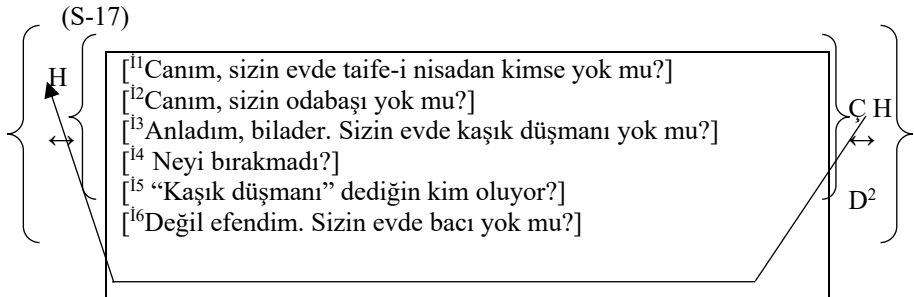 (S-17)
[İ1Canım, sizin evde taife-i nisadan kimse yok mu?]
H
[İ2Canım, sizin odabaşı yok mu?]
Ç H
[İ3Anladım, bilader. Sizin evde kaşık düşmanı yok mu?]
↔ ↔
[İ4 Neyi bırakmadı?]
[İ5 “Kaşık düşmanı” dediğin kim oluyor?]
D2
[İ6Değil efendim. Sizin evde bacı yok mu?]